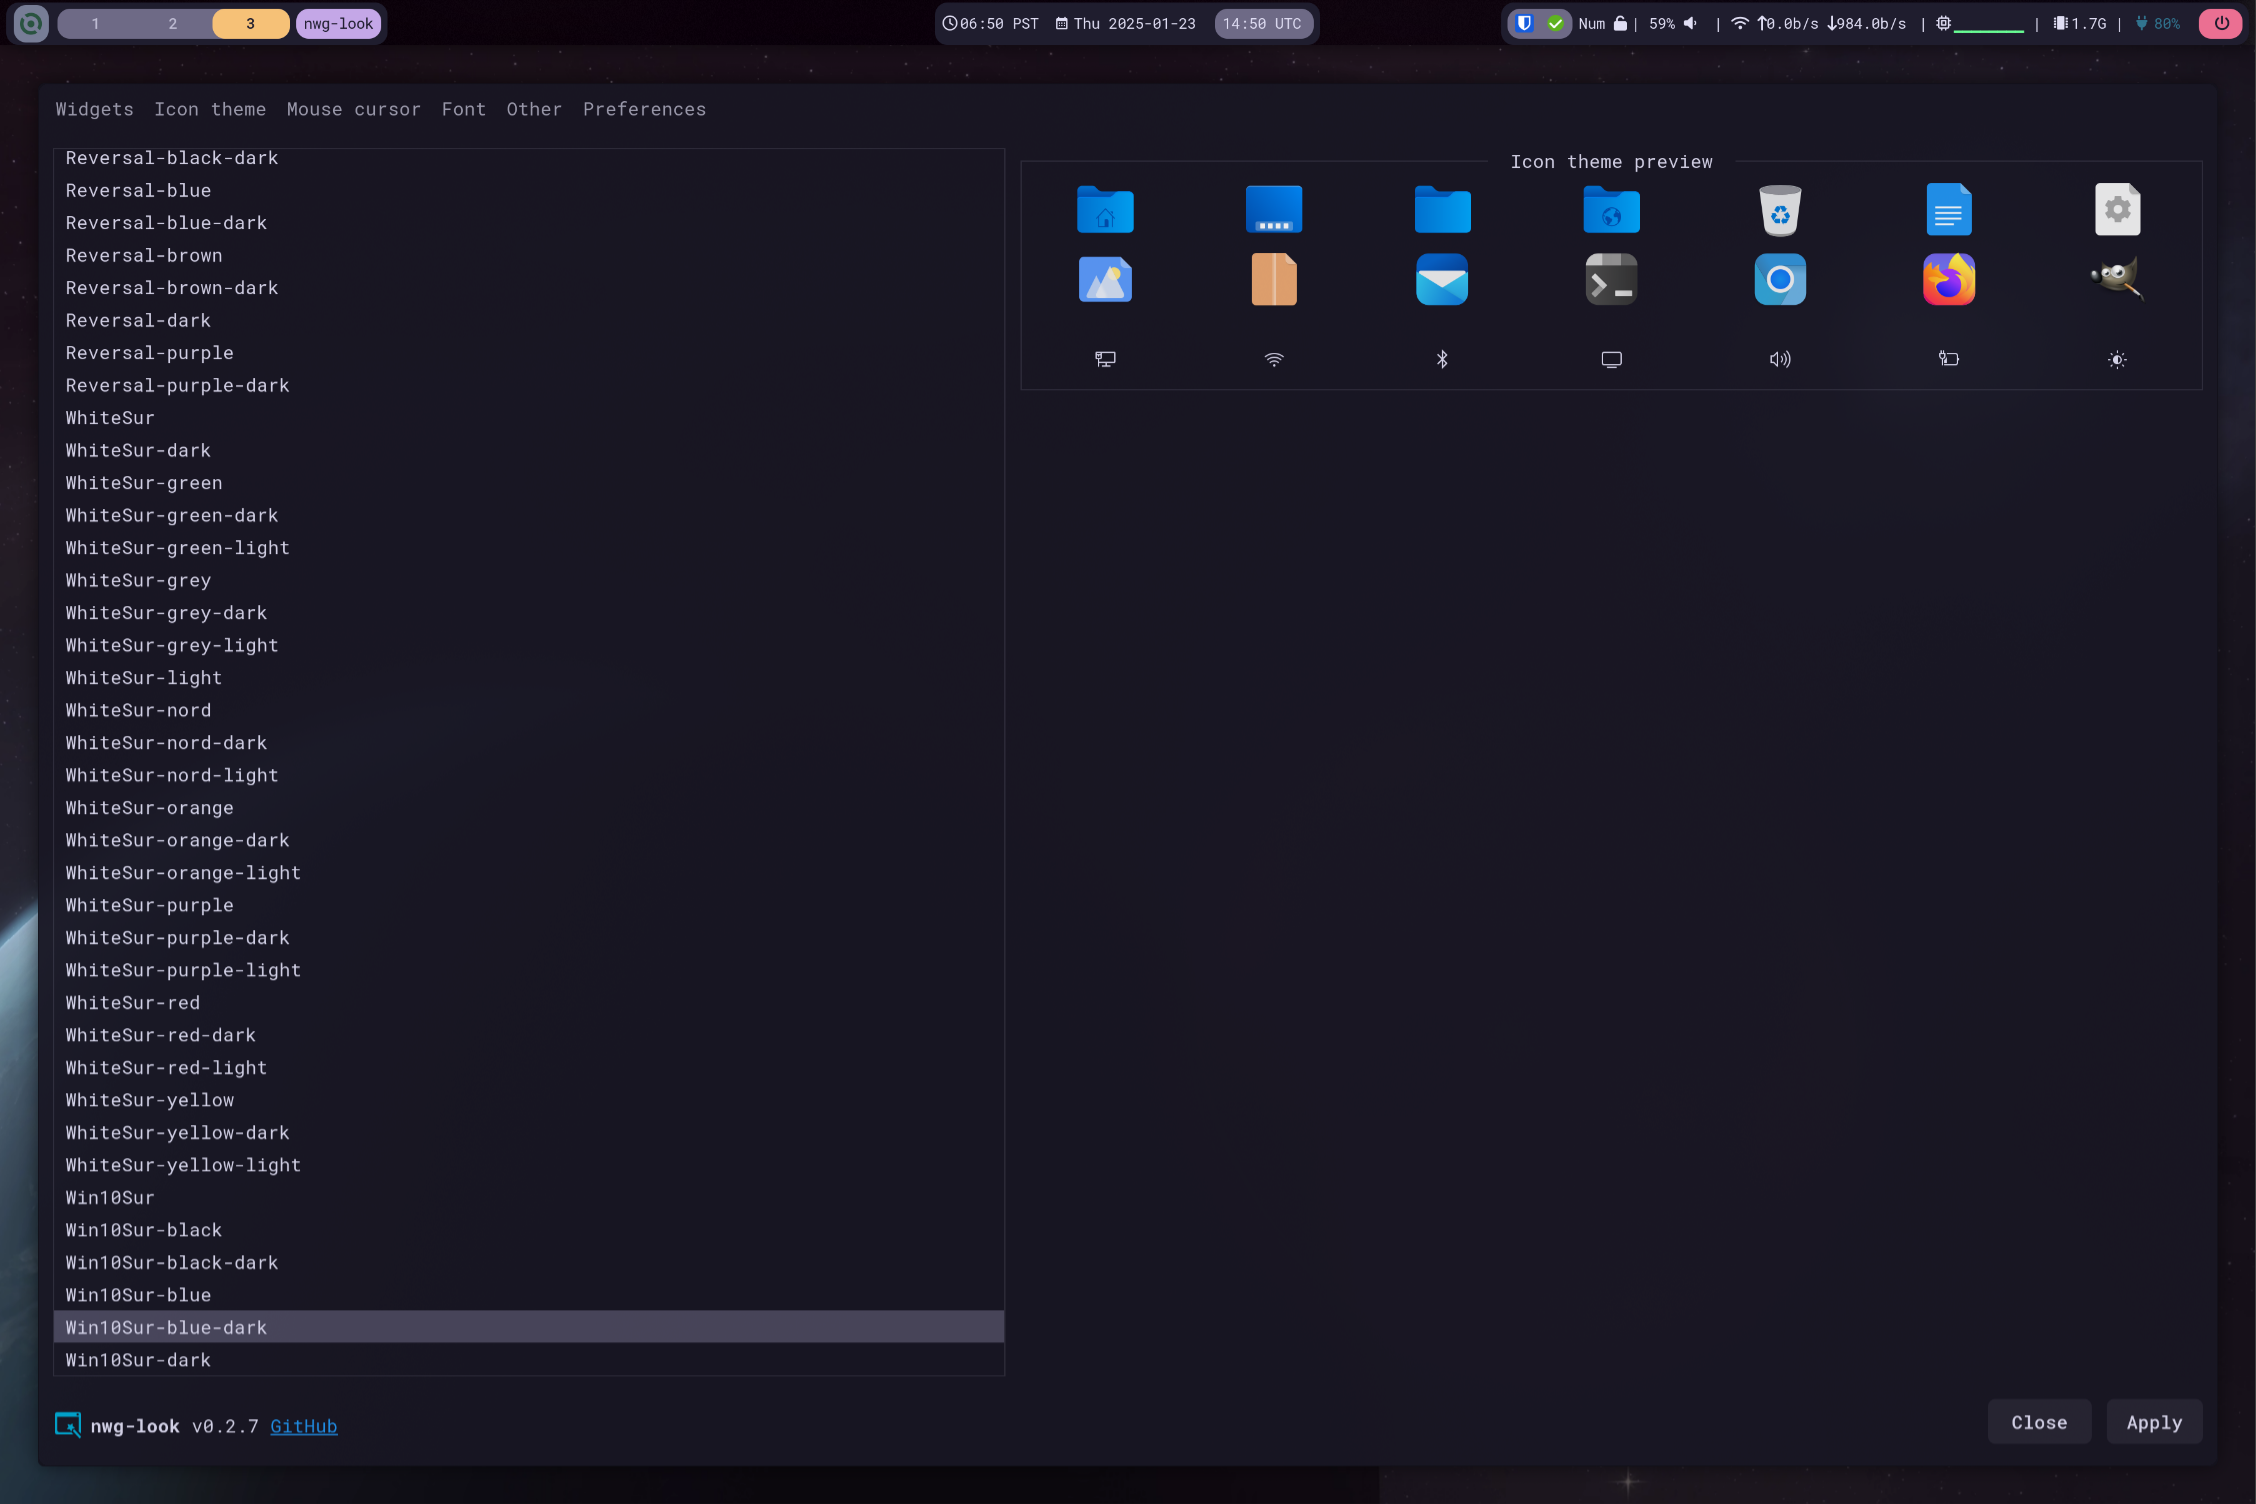 1 2 3 nwg-look 06:50 PST Thu 2025-01-23 14:50 UTC Num | 59% | ↑0.0b/s ↓984.0b/s | | 1.7G | 80%
Widgets Icon theme Mouse cursor Font Other Preferences
Reversal-black-dark
Reversal-blue
Reversal-blue-dark
Reversal-brown
Reversal-brown-dark
Reversal-dark
Reversal-purple
Reversal-purple-dark
WhiteSur
WhiteSur-dark
WhiteSur-green
WhiteSur-green-dark
WhiteSur-green-light
WhiteSur-grey
WhiteSur-grey-dark
WhiteSur-grey-light
WhiteSur-light
WhiteSur-nord
WhiteSur-nord-dark
WhiteSur-nord-light
WhiteSur-orange
WhiteSur-orange-dark
WhiteSur-orange-light
WhiteSur-purple
WhiteSur-purple-dark
WhiteSur-purple-light
WhiteSur-red
WhiteSur-red-dark
WhiteSur-red-light
WhiteSur-yellow
WhiteSur-yellow-dark
WhiteSur-yellow-light
Win10Sur
Win10Sur-black
Win10Sur-black-dark
Win10Sur-blue
Win10Sur-blue-dark
Win10Sur-dark
Icon theme preview
nwg-look v0.2.7 GitHub
Close Apply